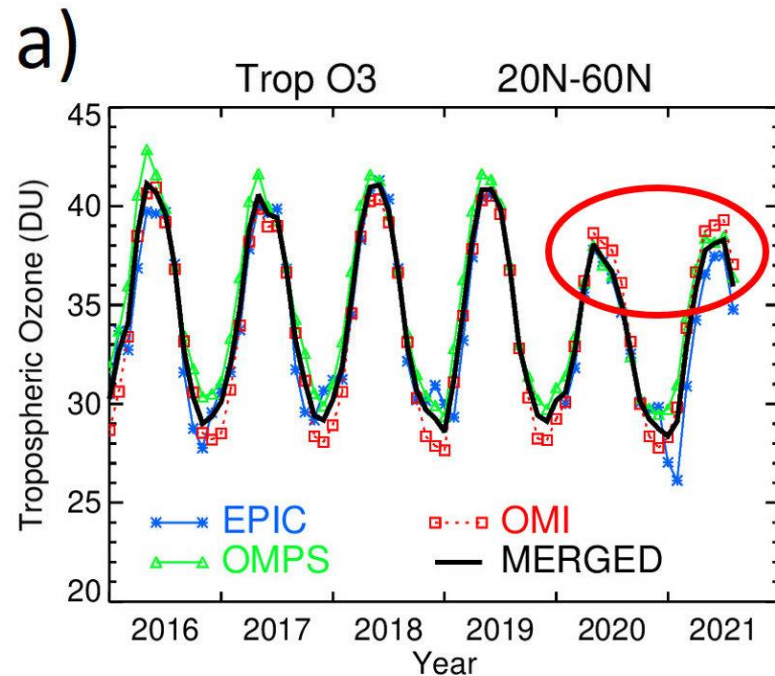 a)
Trop O3 20N-60N
Tropospheric Ozone (DU)
45
40
35
30
25
22
20
EPIC
OMI
OMPS
MERGED
2016 2017 2018 2019 2020 2021
Year